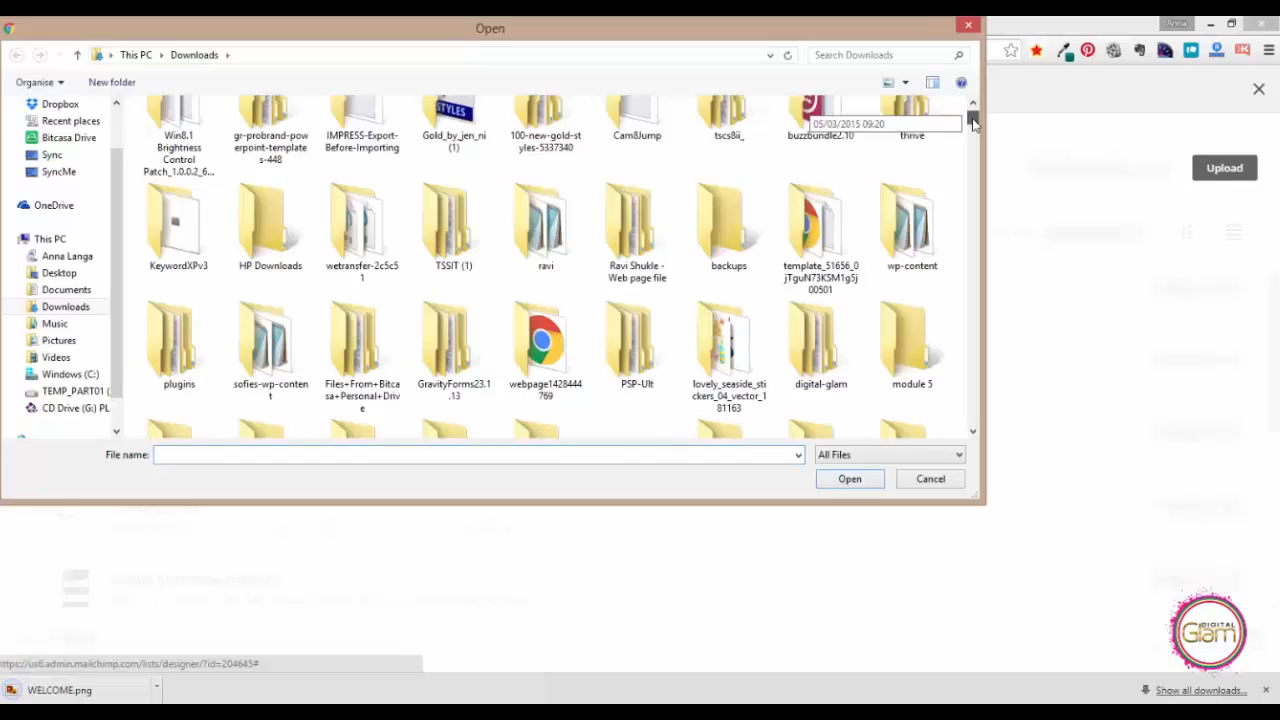 Open
Anna
This PC
Downloads
Search Downloads
Organise
New folder
Dropbox
Recent places
Bitcasa Drive
Sync
SyncMe
OneDrive
This PC
Anna Langa
Desktop
Documents
Downloads
Music
Pictures
Videos
Windows (C:)
TEMP_PART01 (
CD Drive (G:) PL
STYLES
05/03/2015 09:20
Win8.1
Brightness
Control
Patch_1.0.0.2_6...
gr-probrand-pow
erpoint-template
s-448
IMPRESS-Export-
Before-Importing
Gold_by_jen_ni
(1)
100-new-gold-st
yles-5337340
Cam8Jump
tscs8ii_
buzzbundle2.10
thrive
KeywordXPv3
HP Downloads
wetransfer-2c5c5
1
TSSIT (1)
ravi
Ravi Shukle -
Web page file
backups
template_51656_0
jTguN73KSM1g5j
00501
wp-content
plugins
sofies-wp-conten
t
Files+From+Bitca
sa+Personal+Driv
e
GravityForms23.1
.13
webpage1428444
769
PSP-Ult
lovely_seaside_sti
ckers_04_vector_1
81163
digital-glam
module 5
File name:
All Files
Open
Cancel
Upload
DIGITAL
Glam
https://us6.admin.mailchimp.com/lists/designer/?id=204645#
WELCOME.png
Show all downloads...